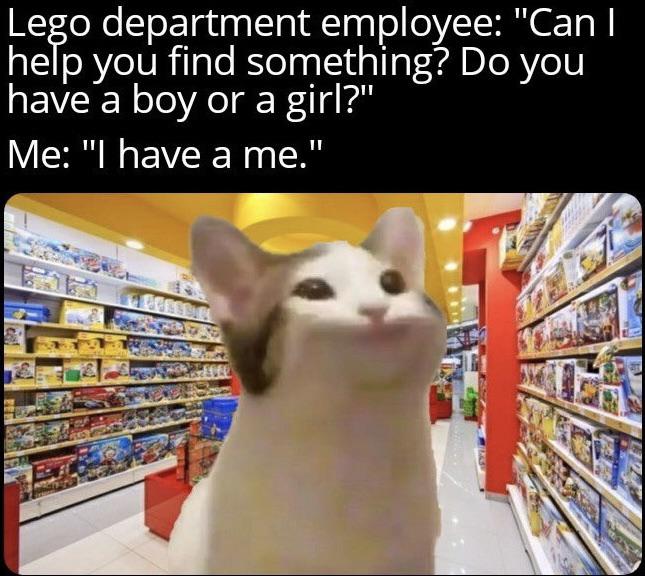 Lego department employee: "Can I
help you find something? Do you
have a boy or a girl?"
Me: "I have a me."